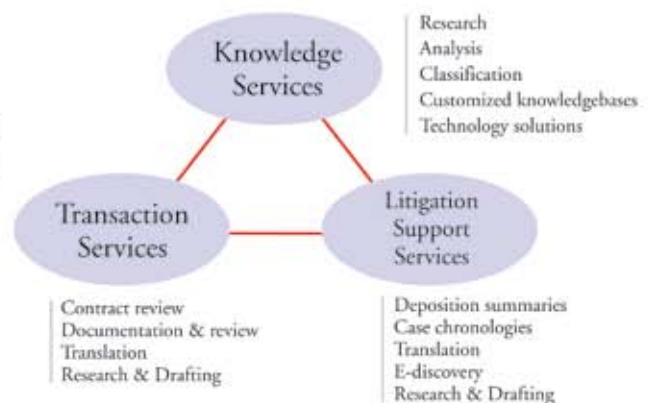 Knowledge
Services
Research
Analysis
Classification
Customized knowledgebases
Technology solutions
Transaction
Services
Litigation
Support
Services
Contract review
Documentation & review
Translation
Research & Drafting
Deposition summaries
Case chronologies
Translation
E-discovery
Research & Drafting